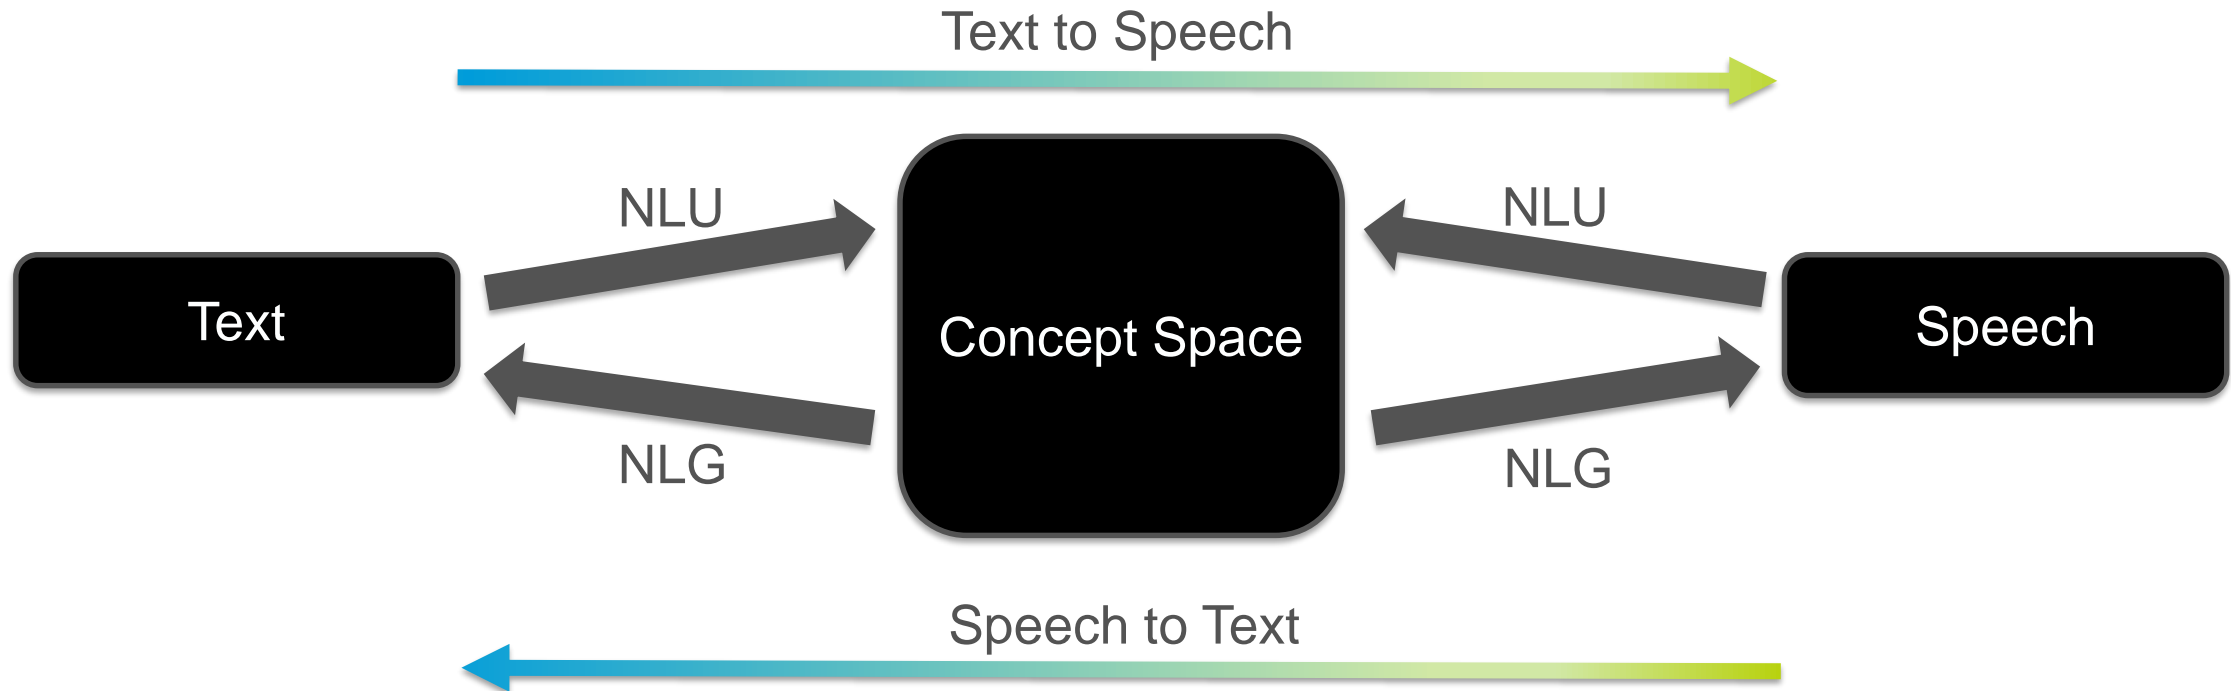 Text to Speech
NLU
NLU
Text
Concept Space
Speech
NLG
NLG
Speech to Text